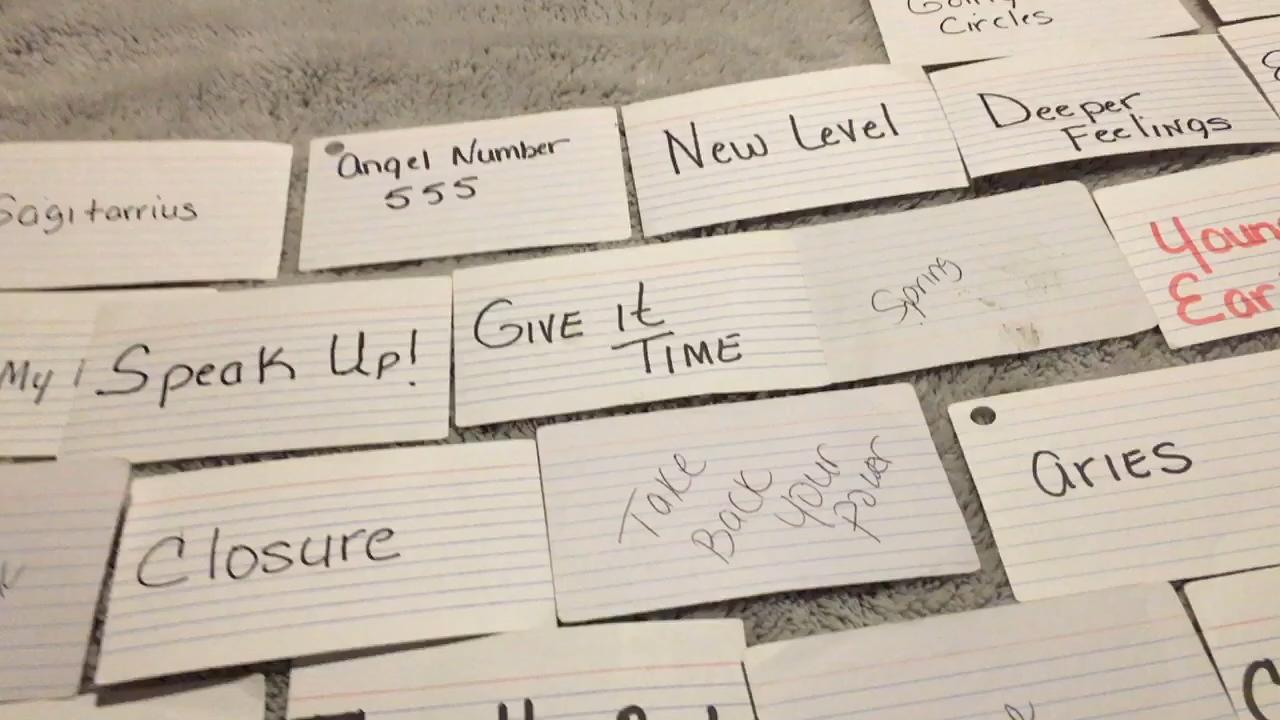 Circles
Sagitarrius
Angel Number
555
New Level
Deeper
Feelings
My
Speak Up!
GIVE It
TIME
Spring
Closure
Take
Back
Your
Power
ariES